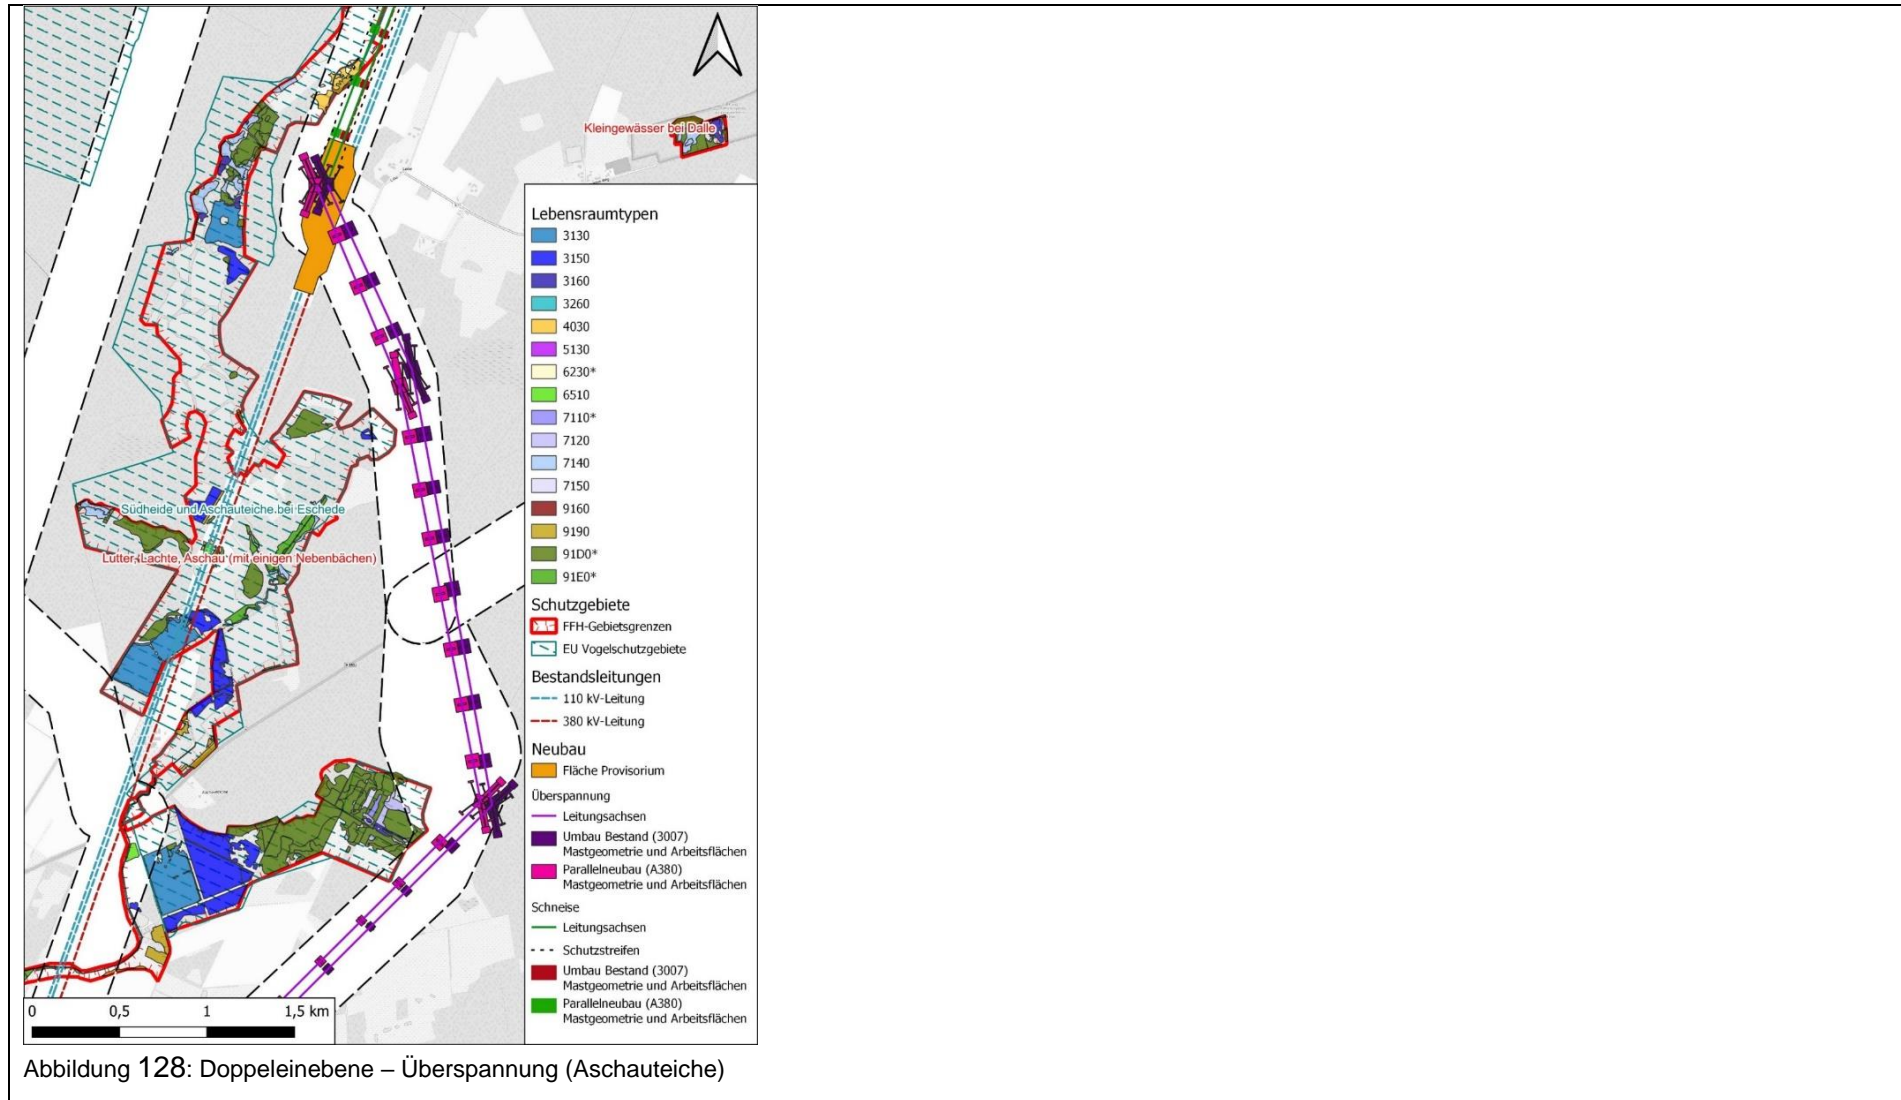 Kleingewässer bei Dalle
Südheide und Aschauteiche bei Eschede
Lutter, Lachte, Aschau (mit einigen Nebenbächen)
Lebensraumtypen
3130
3150
3160
3260
4030
5130
6230*
6510
7110*
7120
7140
7150
9160
9190
91D0*
91E0*
Schutzgebiete
FFH-Gebietsgrenzen
EU Vogelschutzgebiete
Bestandsleitungen
110 kV-Leitung
380 kV-Leitung
Neubau
Fläche Provisorium
Überspannung
Leitungsachsen
Umbau Bestand (3007)
Mastgeometrie und Arbeitsflächen
Parallelneubau (A380)
Mastgeometrie und Arbeitsflächen
Schneise
Leitungsachsen
Schutzstreifen
Umbau Bestand (3007)
Mastgeometrie und Arbeitsflächen
Parallelneubau (A380)
Mastgeometrie und Arbeitsflächen
0 0,5 1 1,5 km
Abbildung 128: Doppeleinebene – Überspannung (Aschauteiche)